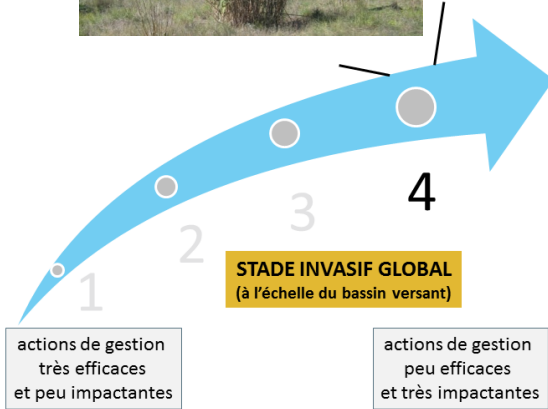 1
2
3
4
STADE INVASIF GLOBAL
(à l'échelle du bassin versant)
actions de gestion
très efficaces
et peu impactantes
actions de gestion
peu efficaces
et très impactantes